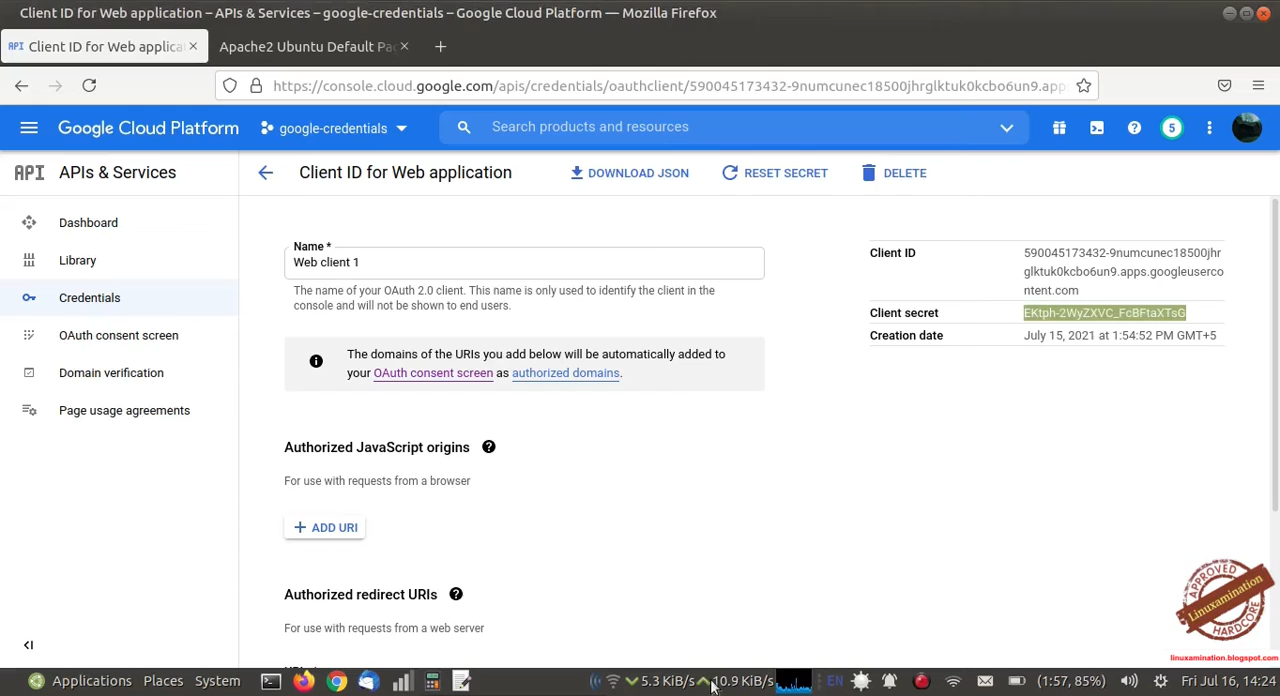 Client ID for Web application – APIs & Services – google-credentials – Google Cloud Platform — Mozilla Firefox
API Client ID for Web applica
Apache2 Ubuntu Default Pa
https://console.cloud.google.com/apis/credentials/oauthclient/590045173432-9numcunec18500jhrglktuk0kcbo6un9.app
Google Cloud Platform
google-credentials
Search products and resources
5
API APIs & Services
Client ID for Web application
DOWNLOAD JSON
RESET SECRET
DELETE
Dashboard
Library
Credentials
OAuth consent screen
Domain verification
Page usage agreements
Name *
Web client 1
The name of your OAuth 2.0 client. This name is only used to identify the client in the
console and will not be shown to end users.
The domains of the URIs you add below will be automatically added to
your OAuth consent screen as authorized domains.
Authorized JavaScript origins
For use with requests from a browser
ADD URI
Authorized redirect URIs
For use with requests from a web server
Client ID
590045173432-9numcunec18500jhr
glktuk0kcbo6un9.apps.googleuserco
ntent.com
Client secret
EKtph-2WyZXVC_FcBFtaXTsG
Creation date
July 15, 2021 at 1:54:52 PM GMT+5
APPROVED
Linuxamination
HARDCORE
linuxamination.blogspot.com
Applications Places System
5.3 KiB/s
10.9 KiB/s
EN
(1:57, 85%)
Fri Jul 16, 14:24